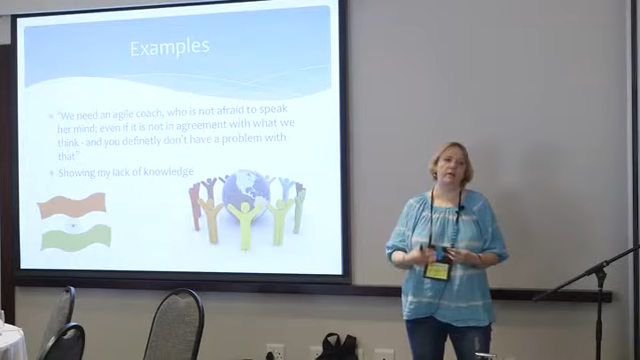 Examples
"We need an agile coach, who is not afraid to speak
her mind; even if it is not in agreement with what we
think - and you definetly don't have a problem with
that"
Showing my lack of knowledge